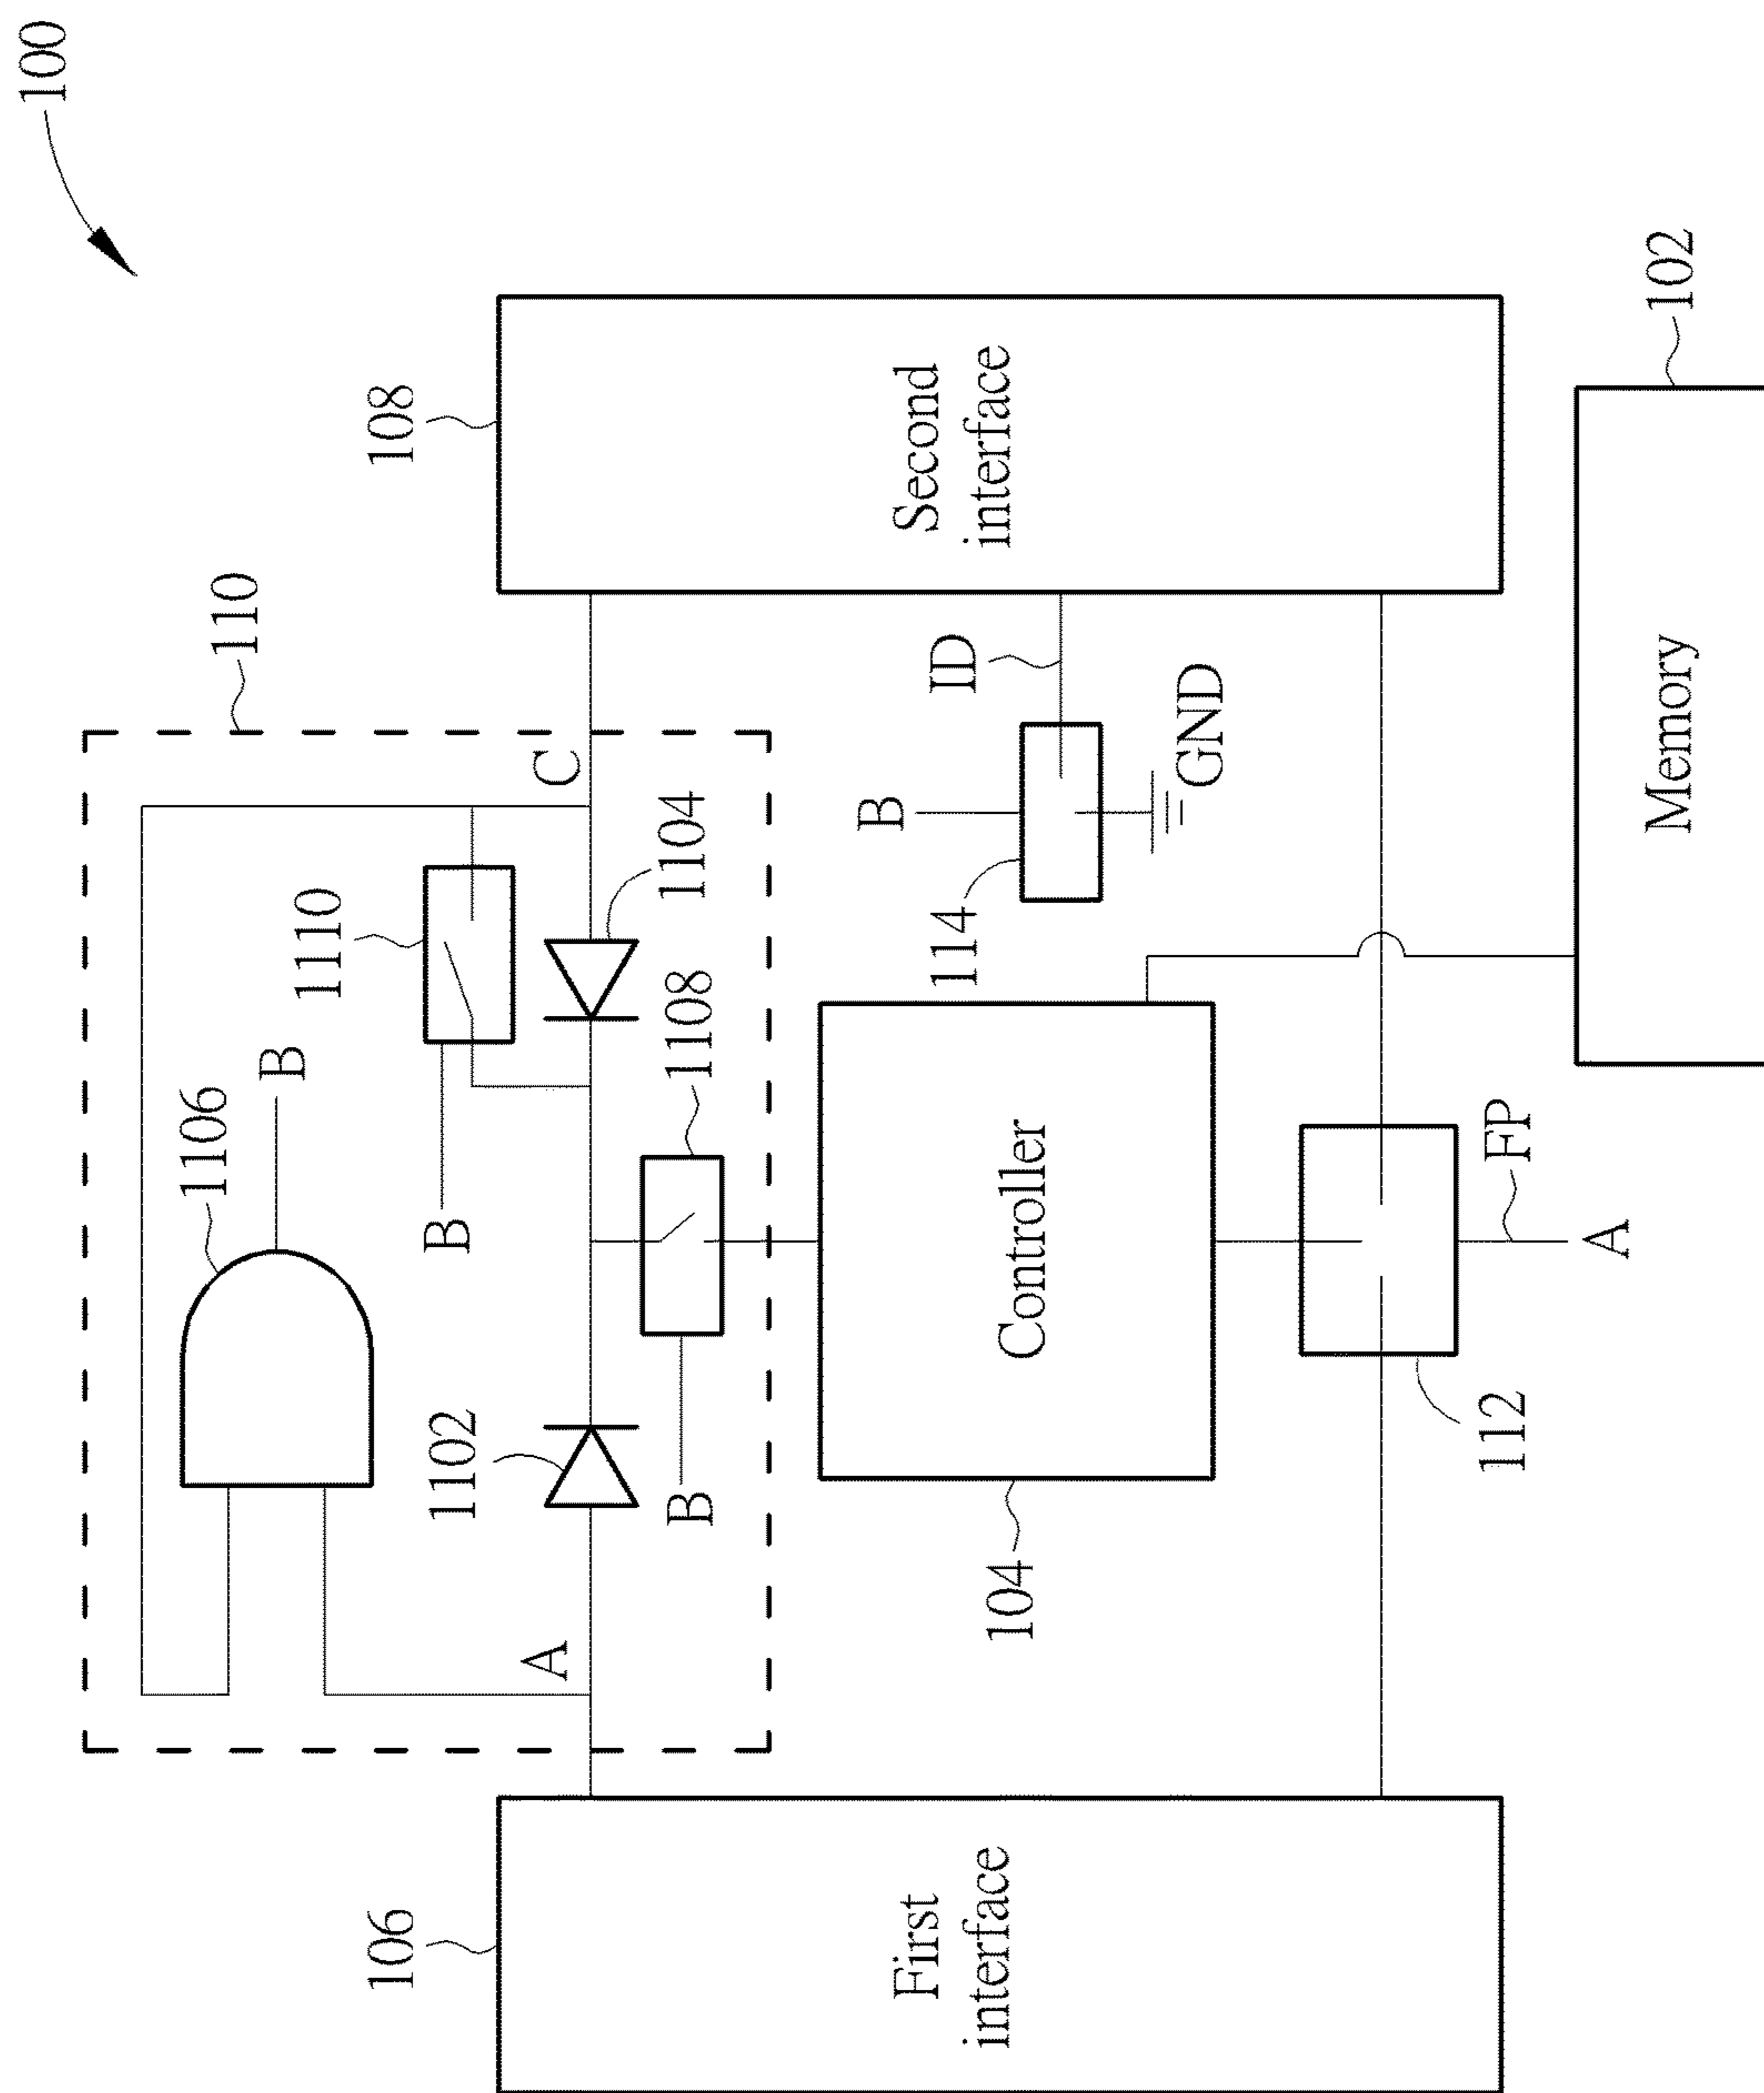 100
110
1106
B
1110
B
C
A
1102
1104
1108
B
106
First
interface
108
Second
interface
104
Controller
114
B
ID
GND
112
FP
A
102
Memory